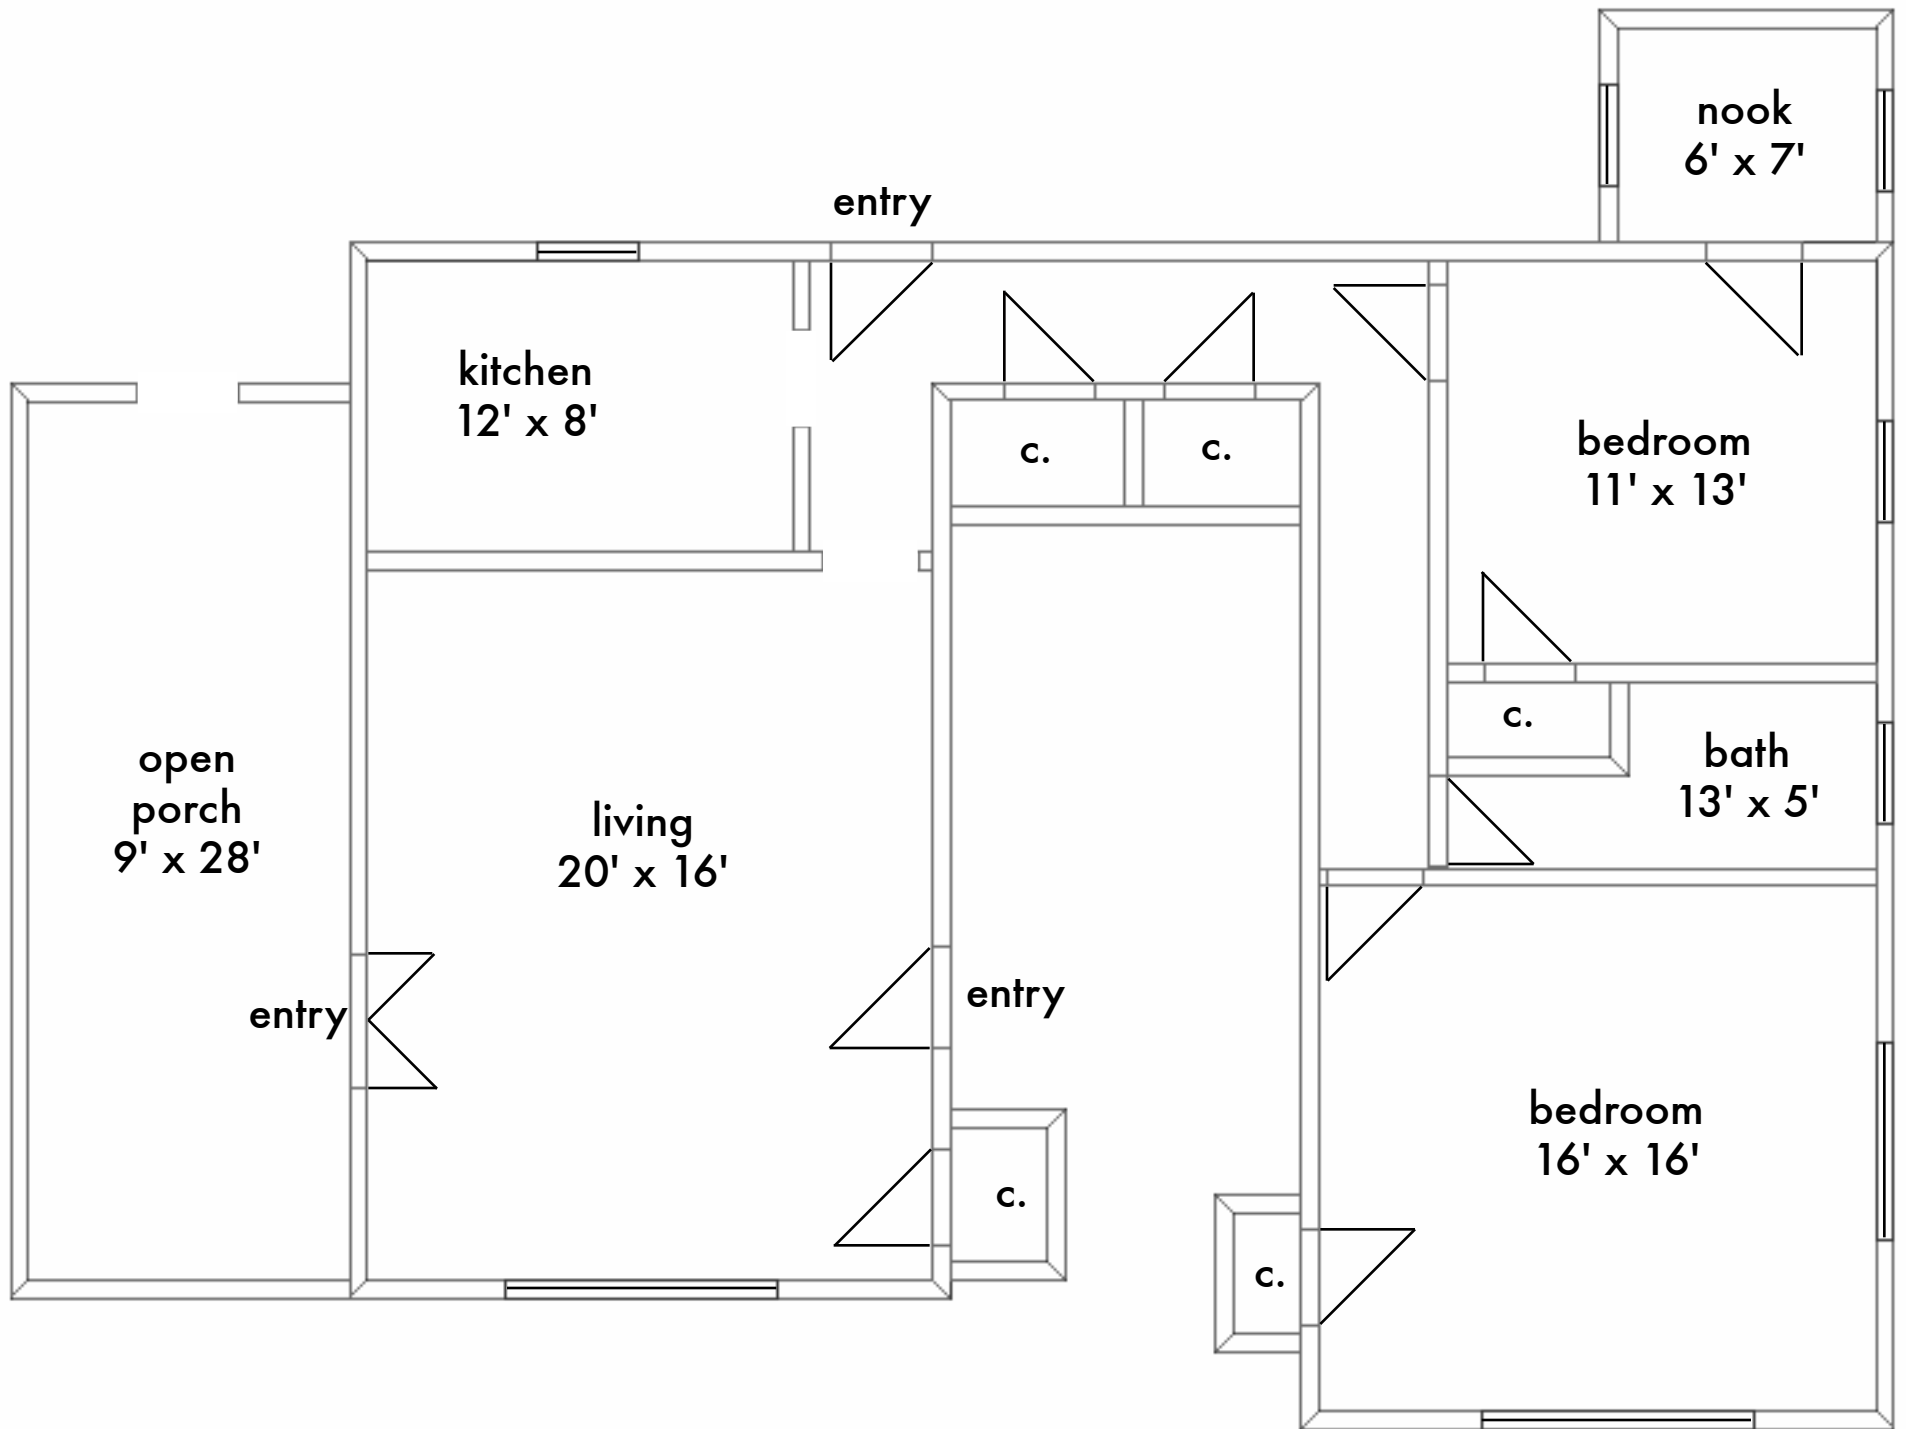 nook
6' x 7'
entry
kitchen
12' x 8'
c.
c.
bedroom
11' x 13'
c.
bath
13' x 5'
open
porch
9' x 28'
living
20' x 16'
entry
entry
c.
c.
bedroom
16' x 16'